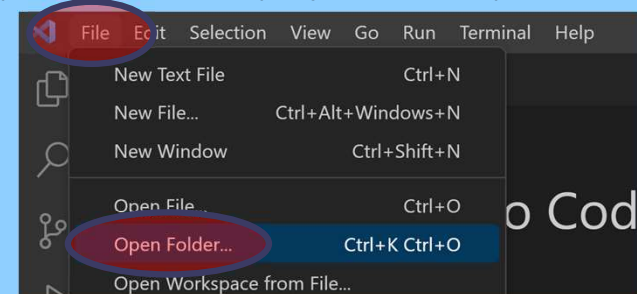 File Edit Selection View Go Run Terminal Help
New Text File Ctrl+N
New File... Ctrl+Alt+Windows+N
New Window Ctrl+Shift+N
Open File... Ctrl+O
o Cod
Open Folder... Ctrl+K Ctrl+O
Open Workspace from File...